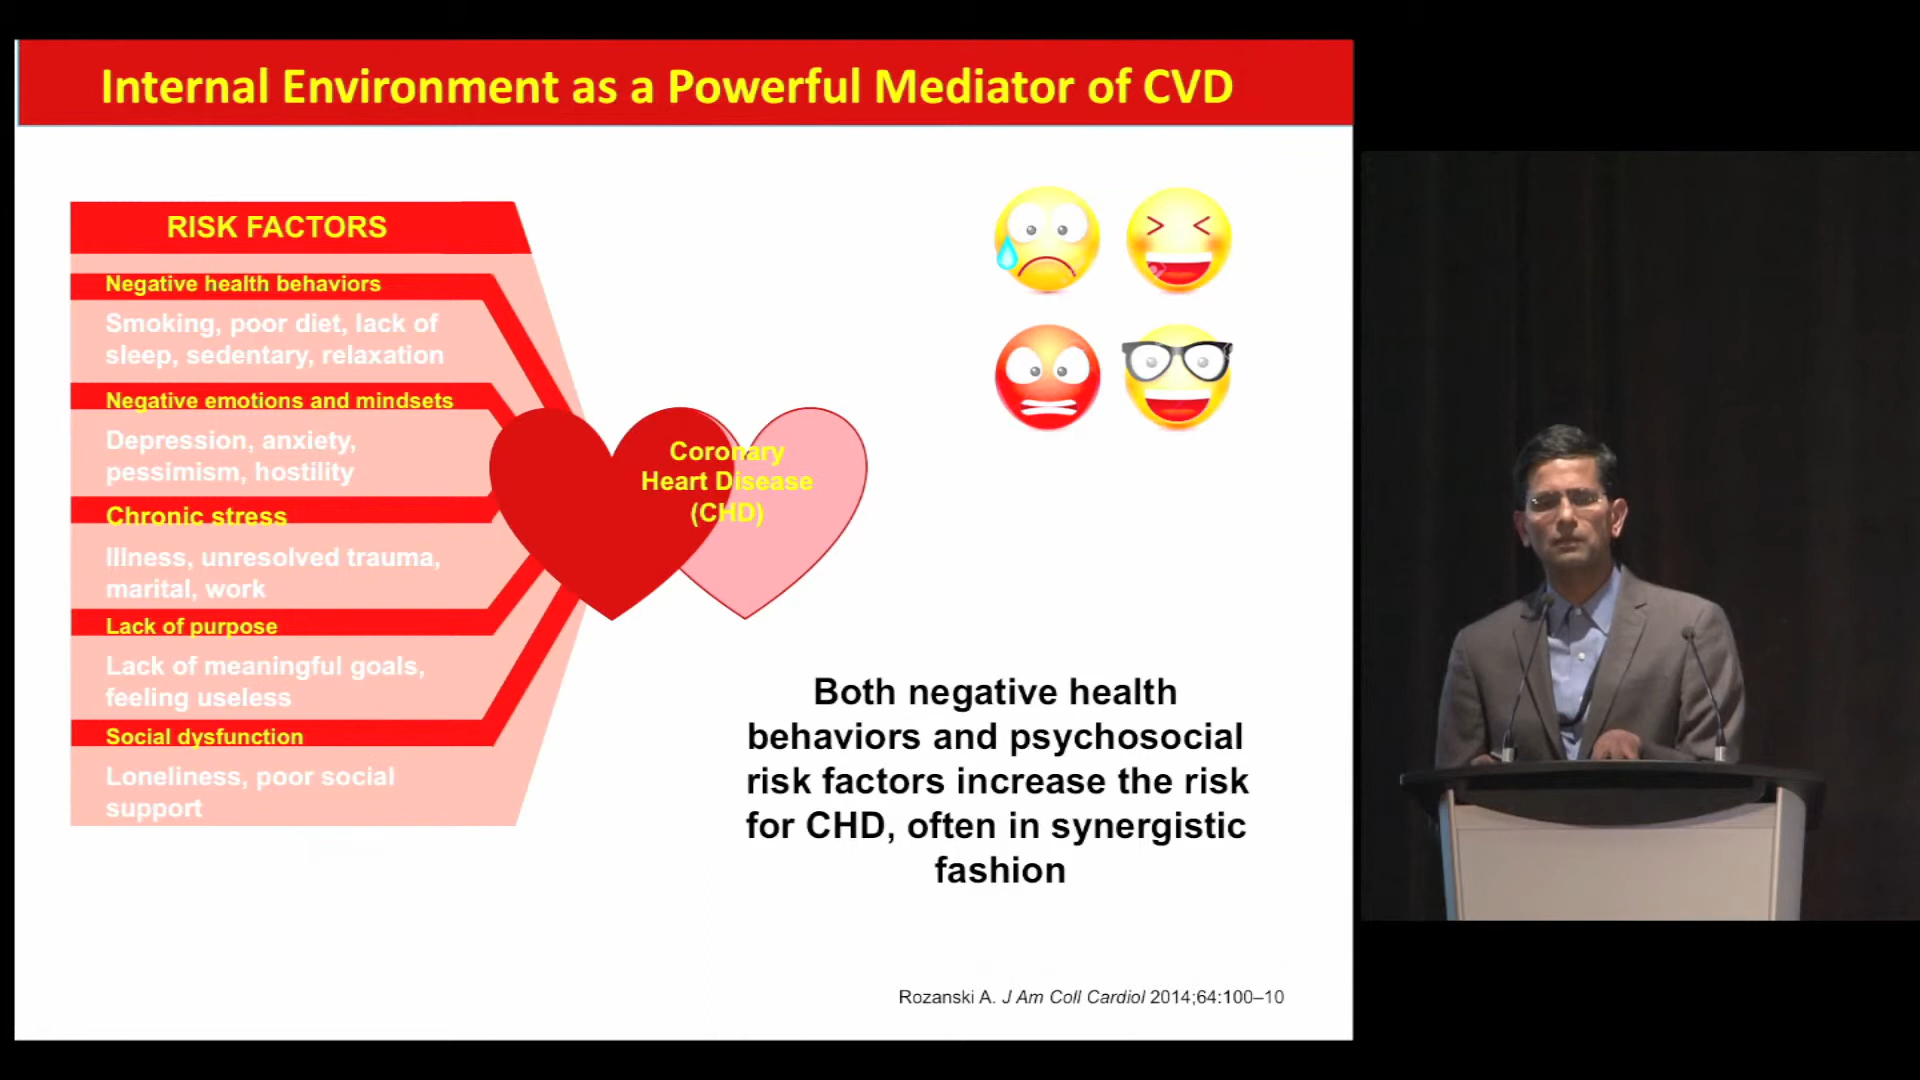 Internal Environment as a Powerful Mediator of CVD
RISK FACTORS
Negative health behaviors
Smoking, poor diet, lack of
sleep, sedentary, relaxation
Negative emotions and mindsets
Depression, anxiety,
pessimism, hostility
Chronic stress
Illness, unresolved trauma,
marital, work
Lack of purpose
Lack of meaningful goals,
feeling useless
Social dysfunction
Loneliness, poor social
support
Coronary
Heart Disease
(CHD)
Both negative health
behaviors and psychosocial
risk factors increase the risk
for CHD, often in synergistic
fashion
Rozanski A. J Am Coll Cardiol 2014;64:100–10